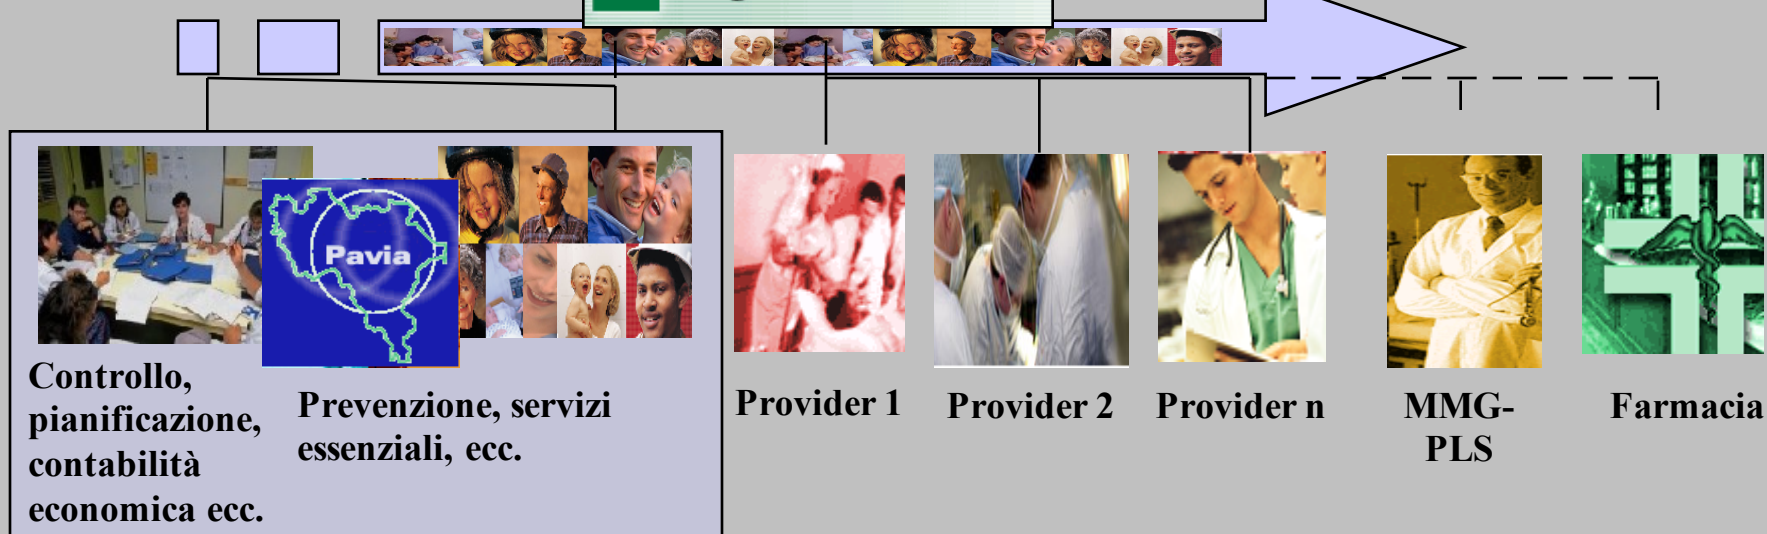 Pavia
Controllo,
pianificazione,
contabilità
economica ecc.
Prevenzione, servizi
essenziali, ecc.
Provider 1
Provider 2
Provider n
MMG-
PLS
Farmacia